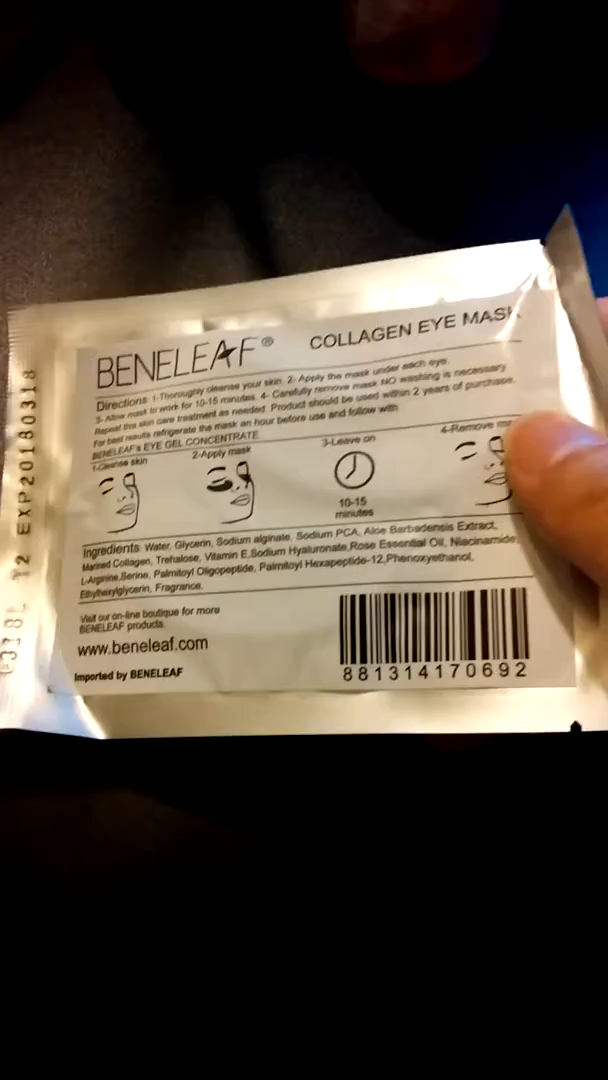 BENELEAF® COLLAGEN EYE MASK
Directions 1-Thoroughly cleanse your skin. 2- Apply the mask under each eye.
3- Allow mask to work for 10-15 minutes. 4- Carefully remove mask NO washing is necessary
Repeat this skin care treatment as needed. Product should be used within 2 years of purchase.
For best results refrigerate the mask an hour before use and follow with
BENELEAF's EYE GEL CONCENTRATE
1-Cleanse skin 2-Apply mask 3-Leave on 4-Remove
10-15
minutes
Ingredients: Water, Glycerin, Sodium alginate, Sodium PCA, Aloe Barbadensis Extract,
Marined Collagen, Trehalose, Vitamin E,Sodium Hyaluronate,Rose Essential Oil, Niacinamide,
L-Arginine,Serine, Palmitoyl Oligopeptide, Palmitoyl Hexapeptide-12,Phenoxyethanol,
Ethylhexylglycerin, Fragrance.
Visit our on-line boutique for more
BENELEAF products.
www.beneleaf.com
Imported by BENELEAF
881314170692
EXP20180318